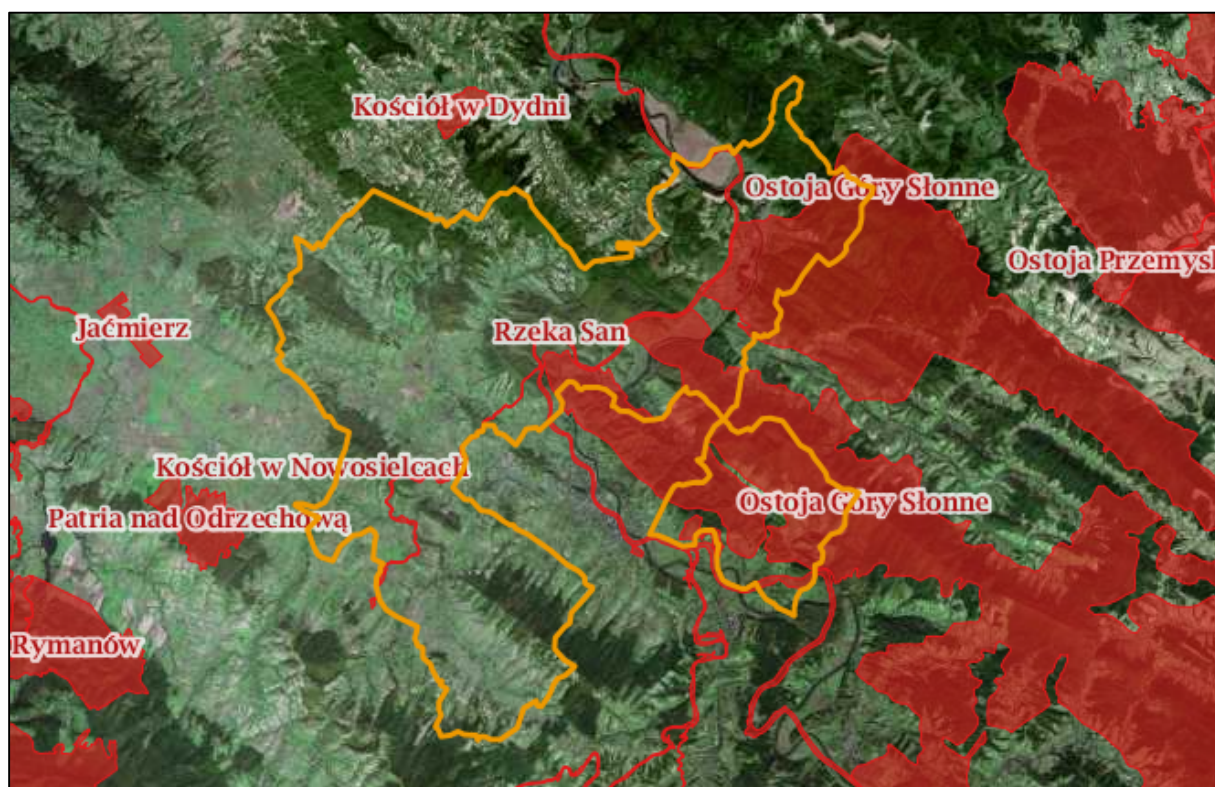 Kościół w Dydni
Ostoja Góry Słonne
Ostoja Przemysk
Jaćmierz
Rzeka San
Kościół w Nowosielcach
Patria nad Odrzechową
Ostoja Góry Słonne
Rymanów